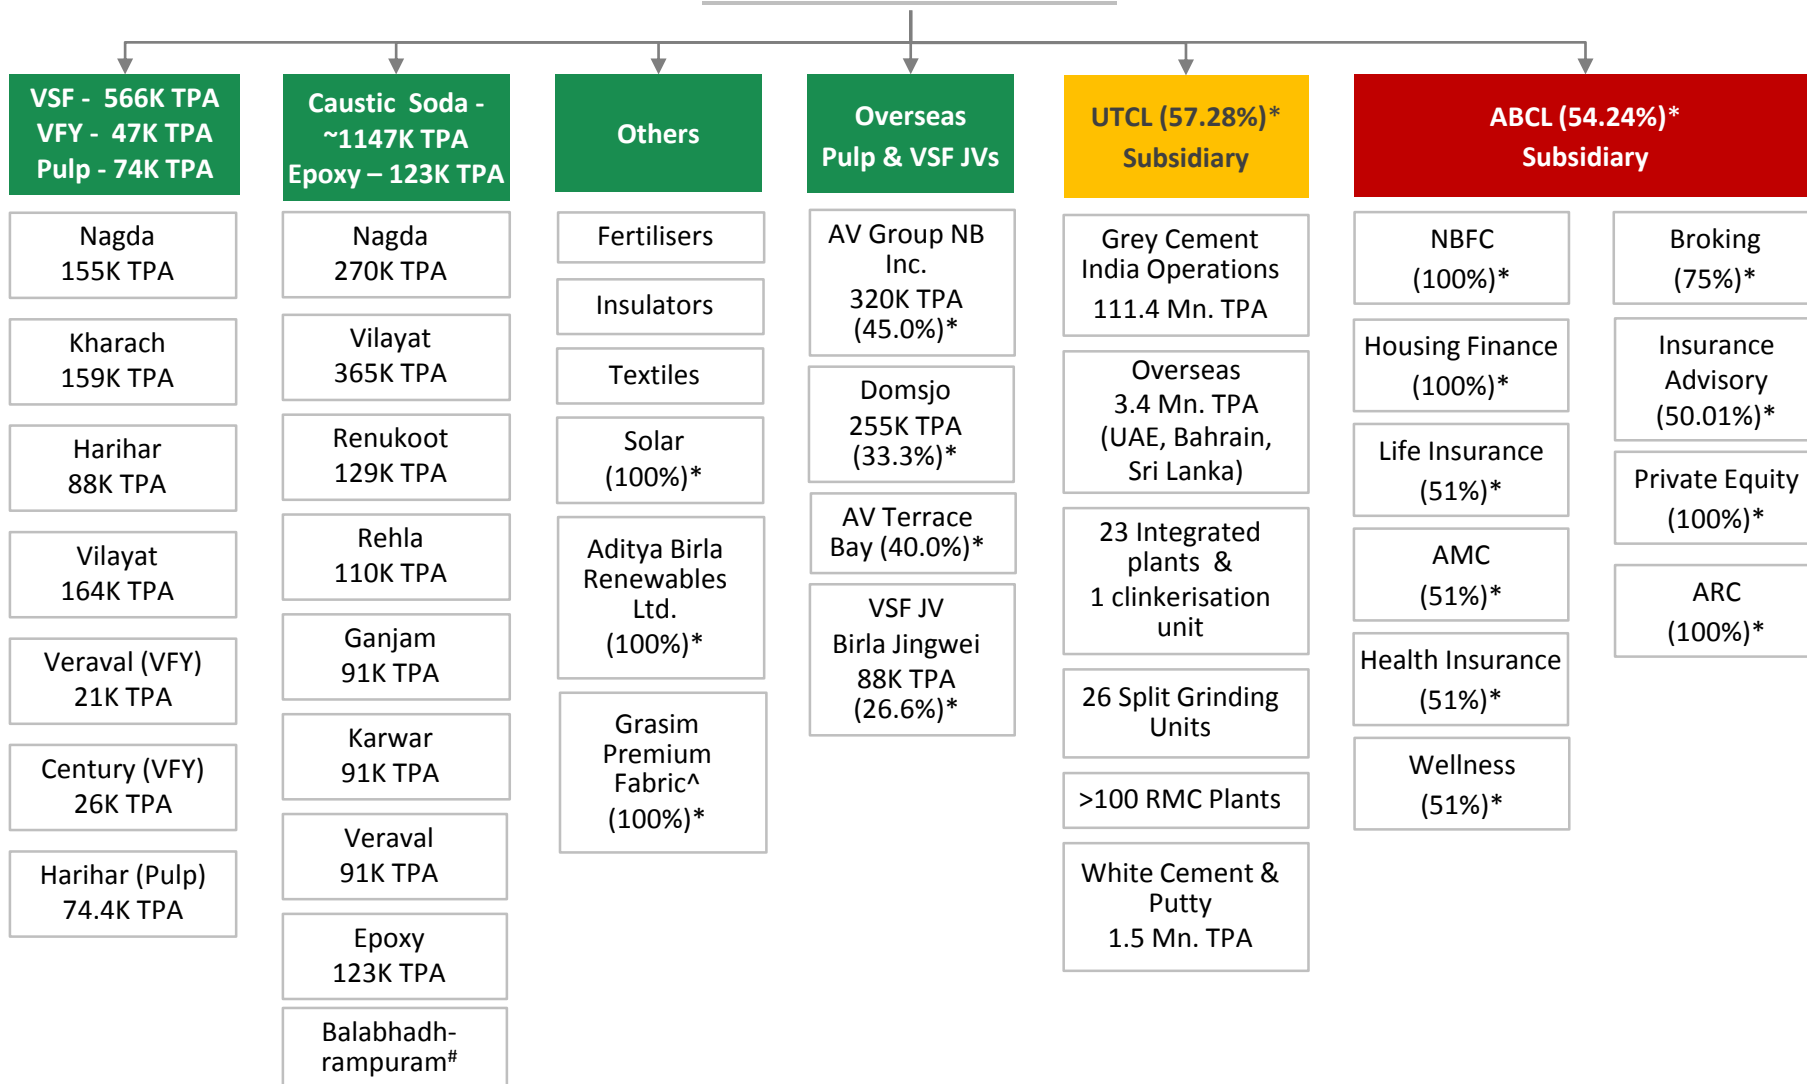 VSF - 566K TPA
VFY - 47K TPA
Pulp - 74K TPA
Nagda
155K TPA
Kharach
159K TPA
Harihar
88K TPA
Vilayat
164K TPA
Veraval (VFY)
21K TPA
Century (VFY)
26K TPA
Harihar (Pulp)
74.4K TPA
Caustic Soda -
~1147K TPA
Epoxy – 123K TPA
Nagda
270K TPA
Vilayat
365K TPA
Renukoot
129K TPA
Rehla
110K TPA
Ganjam
91K TPA
Karwar
91K TPA
Veraval
91K TPA
Epoxy
123K TPA
Balabhadh-
rampuram#
Others
Fertilisers
Insulators
Textiles
Solar
(100%)*
Aditya Birla
Renewables
Ltd.
(100%)*
Grasim
Premium
Fabric^
(100%)*
Overseas
Pulp & VSF JVs
AV Group NB
Inc.
320K TPA
(45.0%)*
Domsjo
255K TPA
(33.3%)*
AV Terrace
Bay (40.0%)*
VSF JV
Birla Jingwei
88K TPA
(26.6%)*
UTCL (57.28%)*
Subsidiary
Grey Cement
India Operations
111.4 Mn. TPA
Overseas
3.4 Mn. TPA
(UAE, Bahrain,
Sri Lanka)
23 Integrated
plants &
1 clinkerisation
unit
26 Split Grinding
Units
>100 RMC Plants
White Cement &
Putty
1.5 Mn. TPA
ABCL (54.24%)*
Subsidiary
NBFC
(100%)*
Housing Finance
(100%)*
Life Insurance
(51%)*
AMC
(51%)*
Health Insurance
(51%)*
Wellness
(51%)*
Broking
(75%)*
Insurance
Advisory
(50.01%)*
Private Equity
(100%)*
ARC
(100%)*